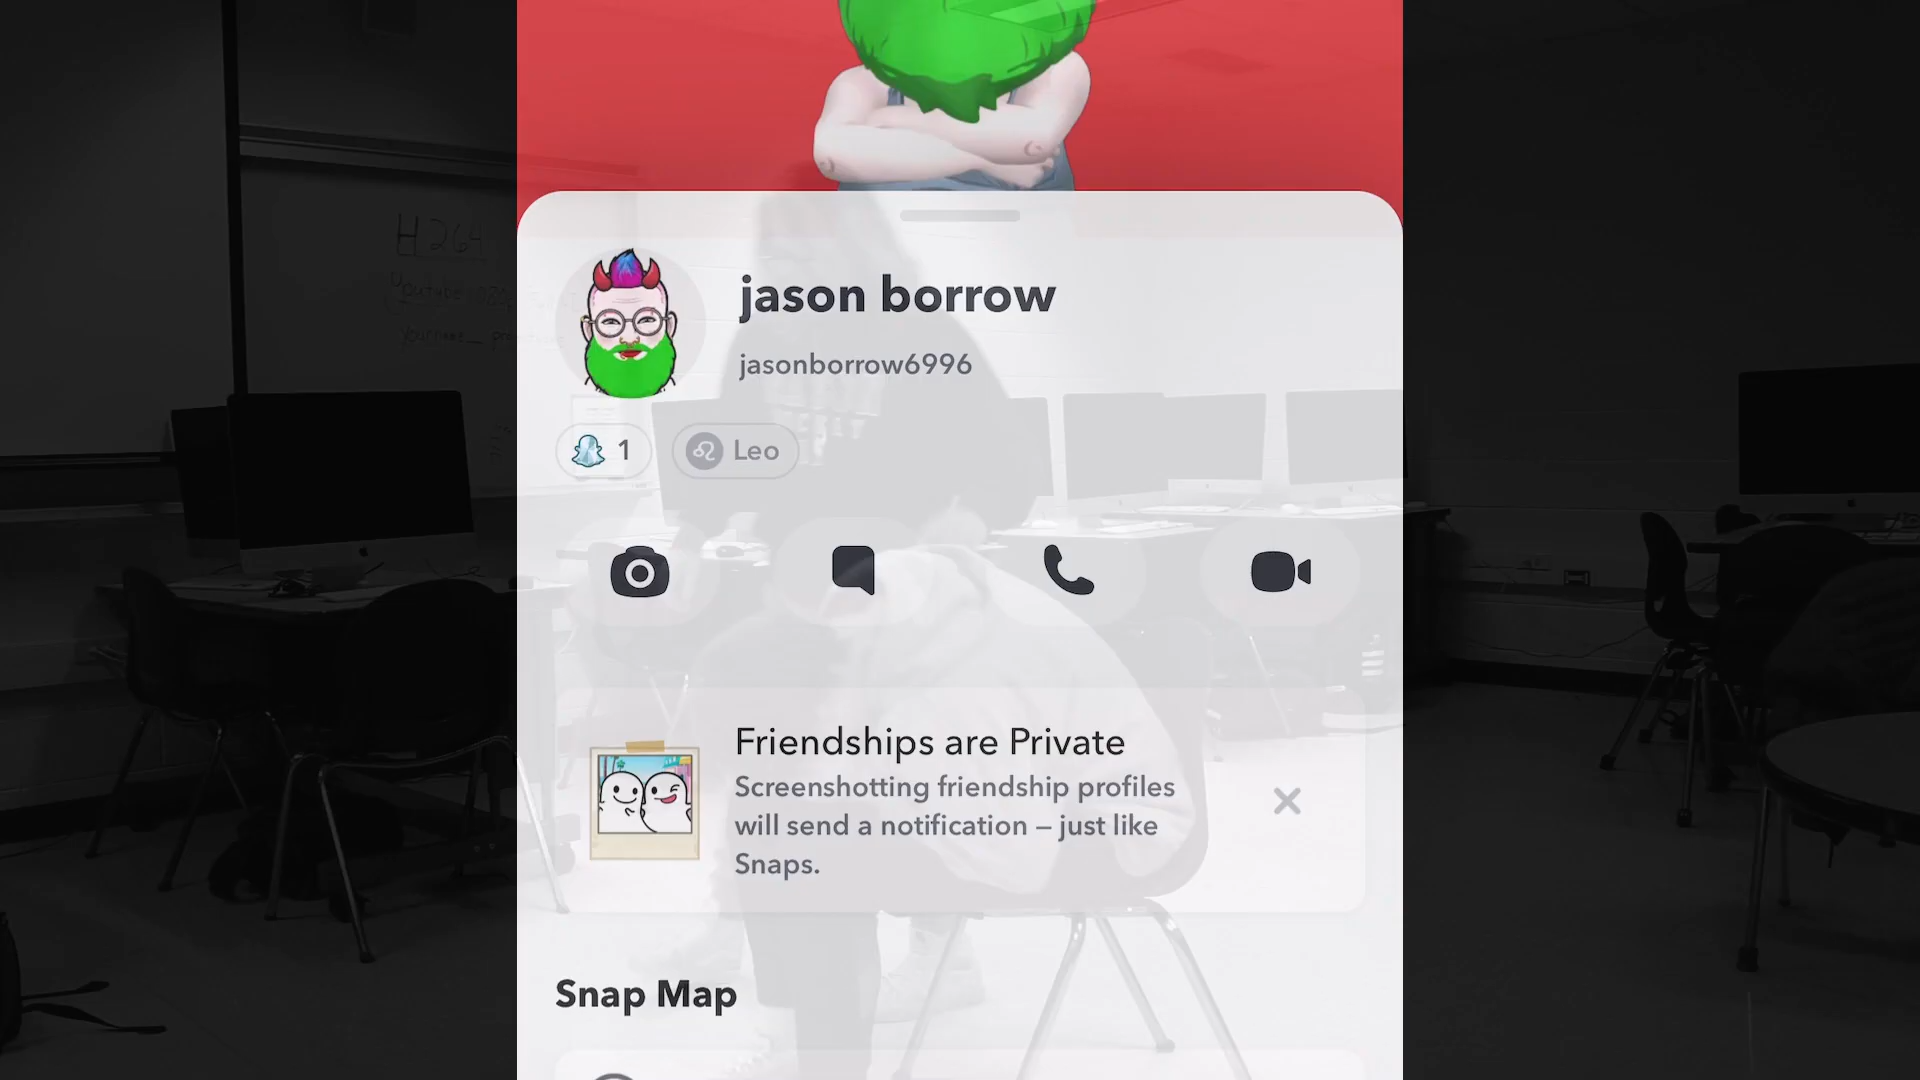 jason borrow
jasonborrow6996
1
Leo
H264
Friendships are Private
Screenshotting friendship profiles
will send a notification – just like
Snaps.
Snap Map